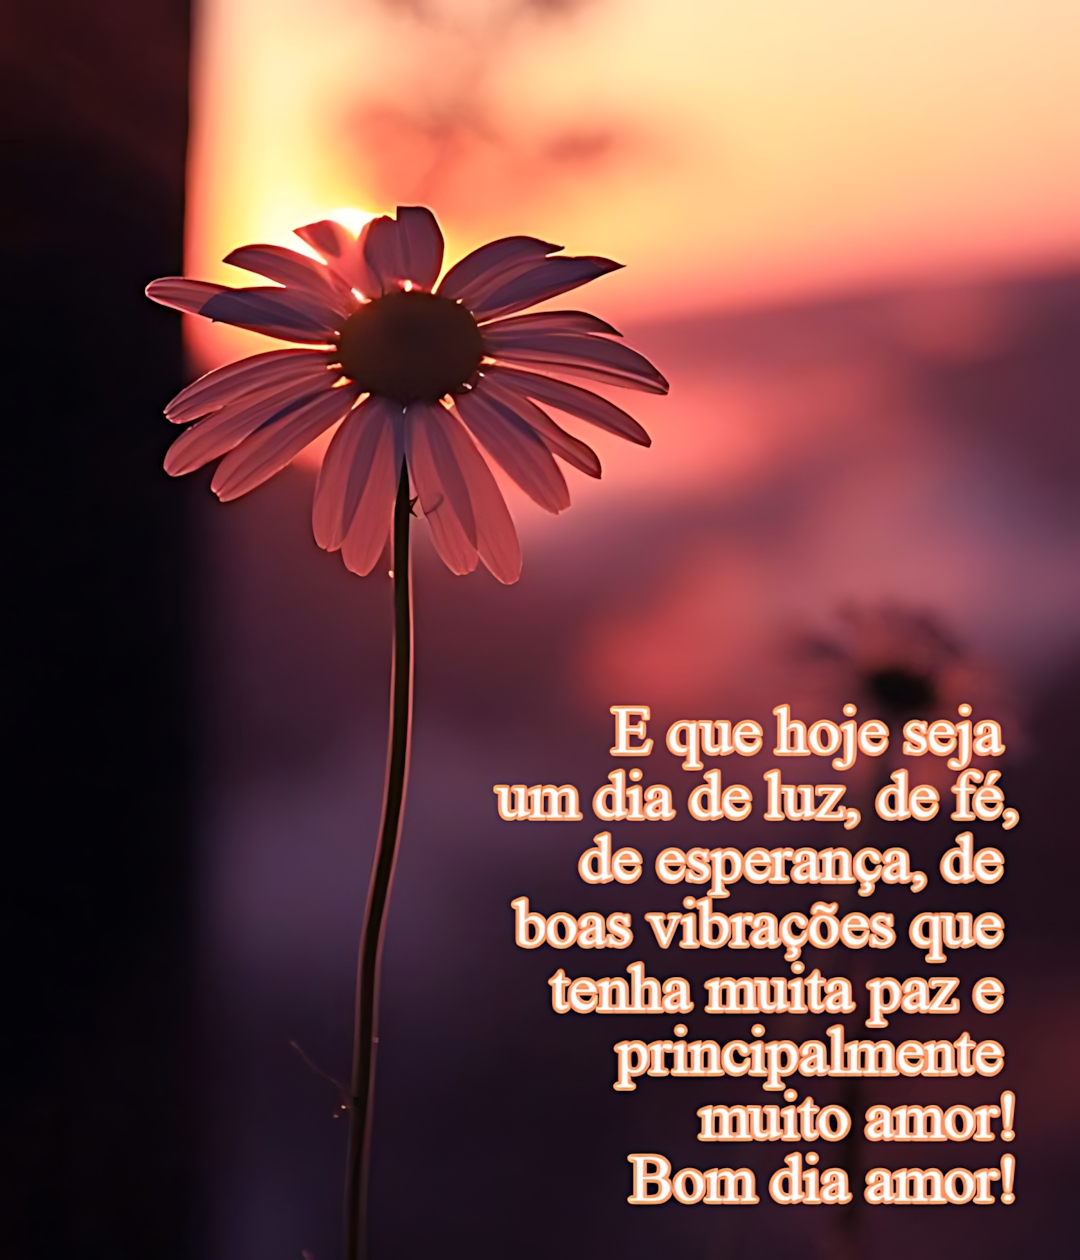 E que hoje seja
um dia de luz, de fé,
de esperança, de
boas vibrações que
tenha muita paz e
principalmente
muito amor!
Bom dia amor!